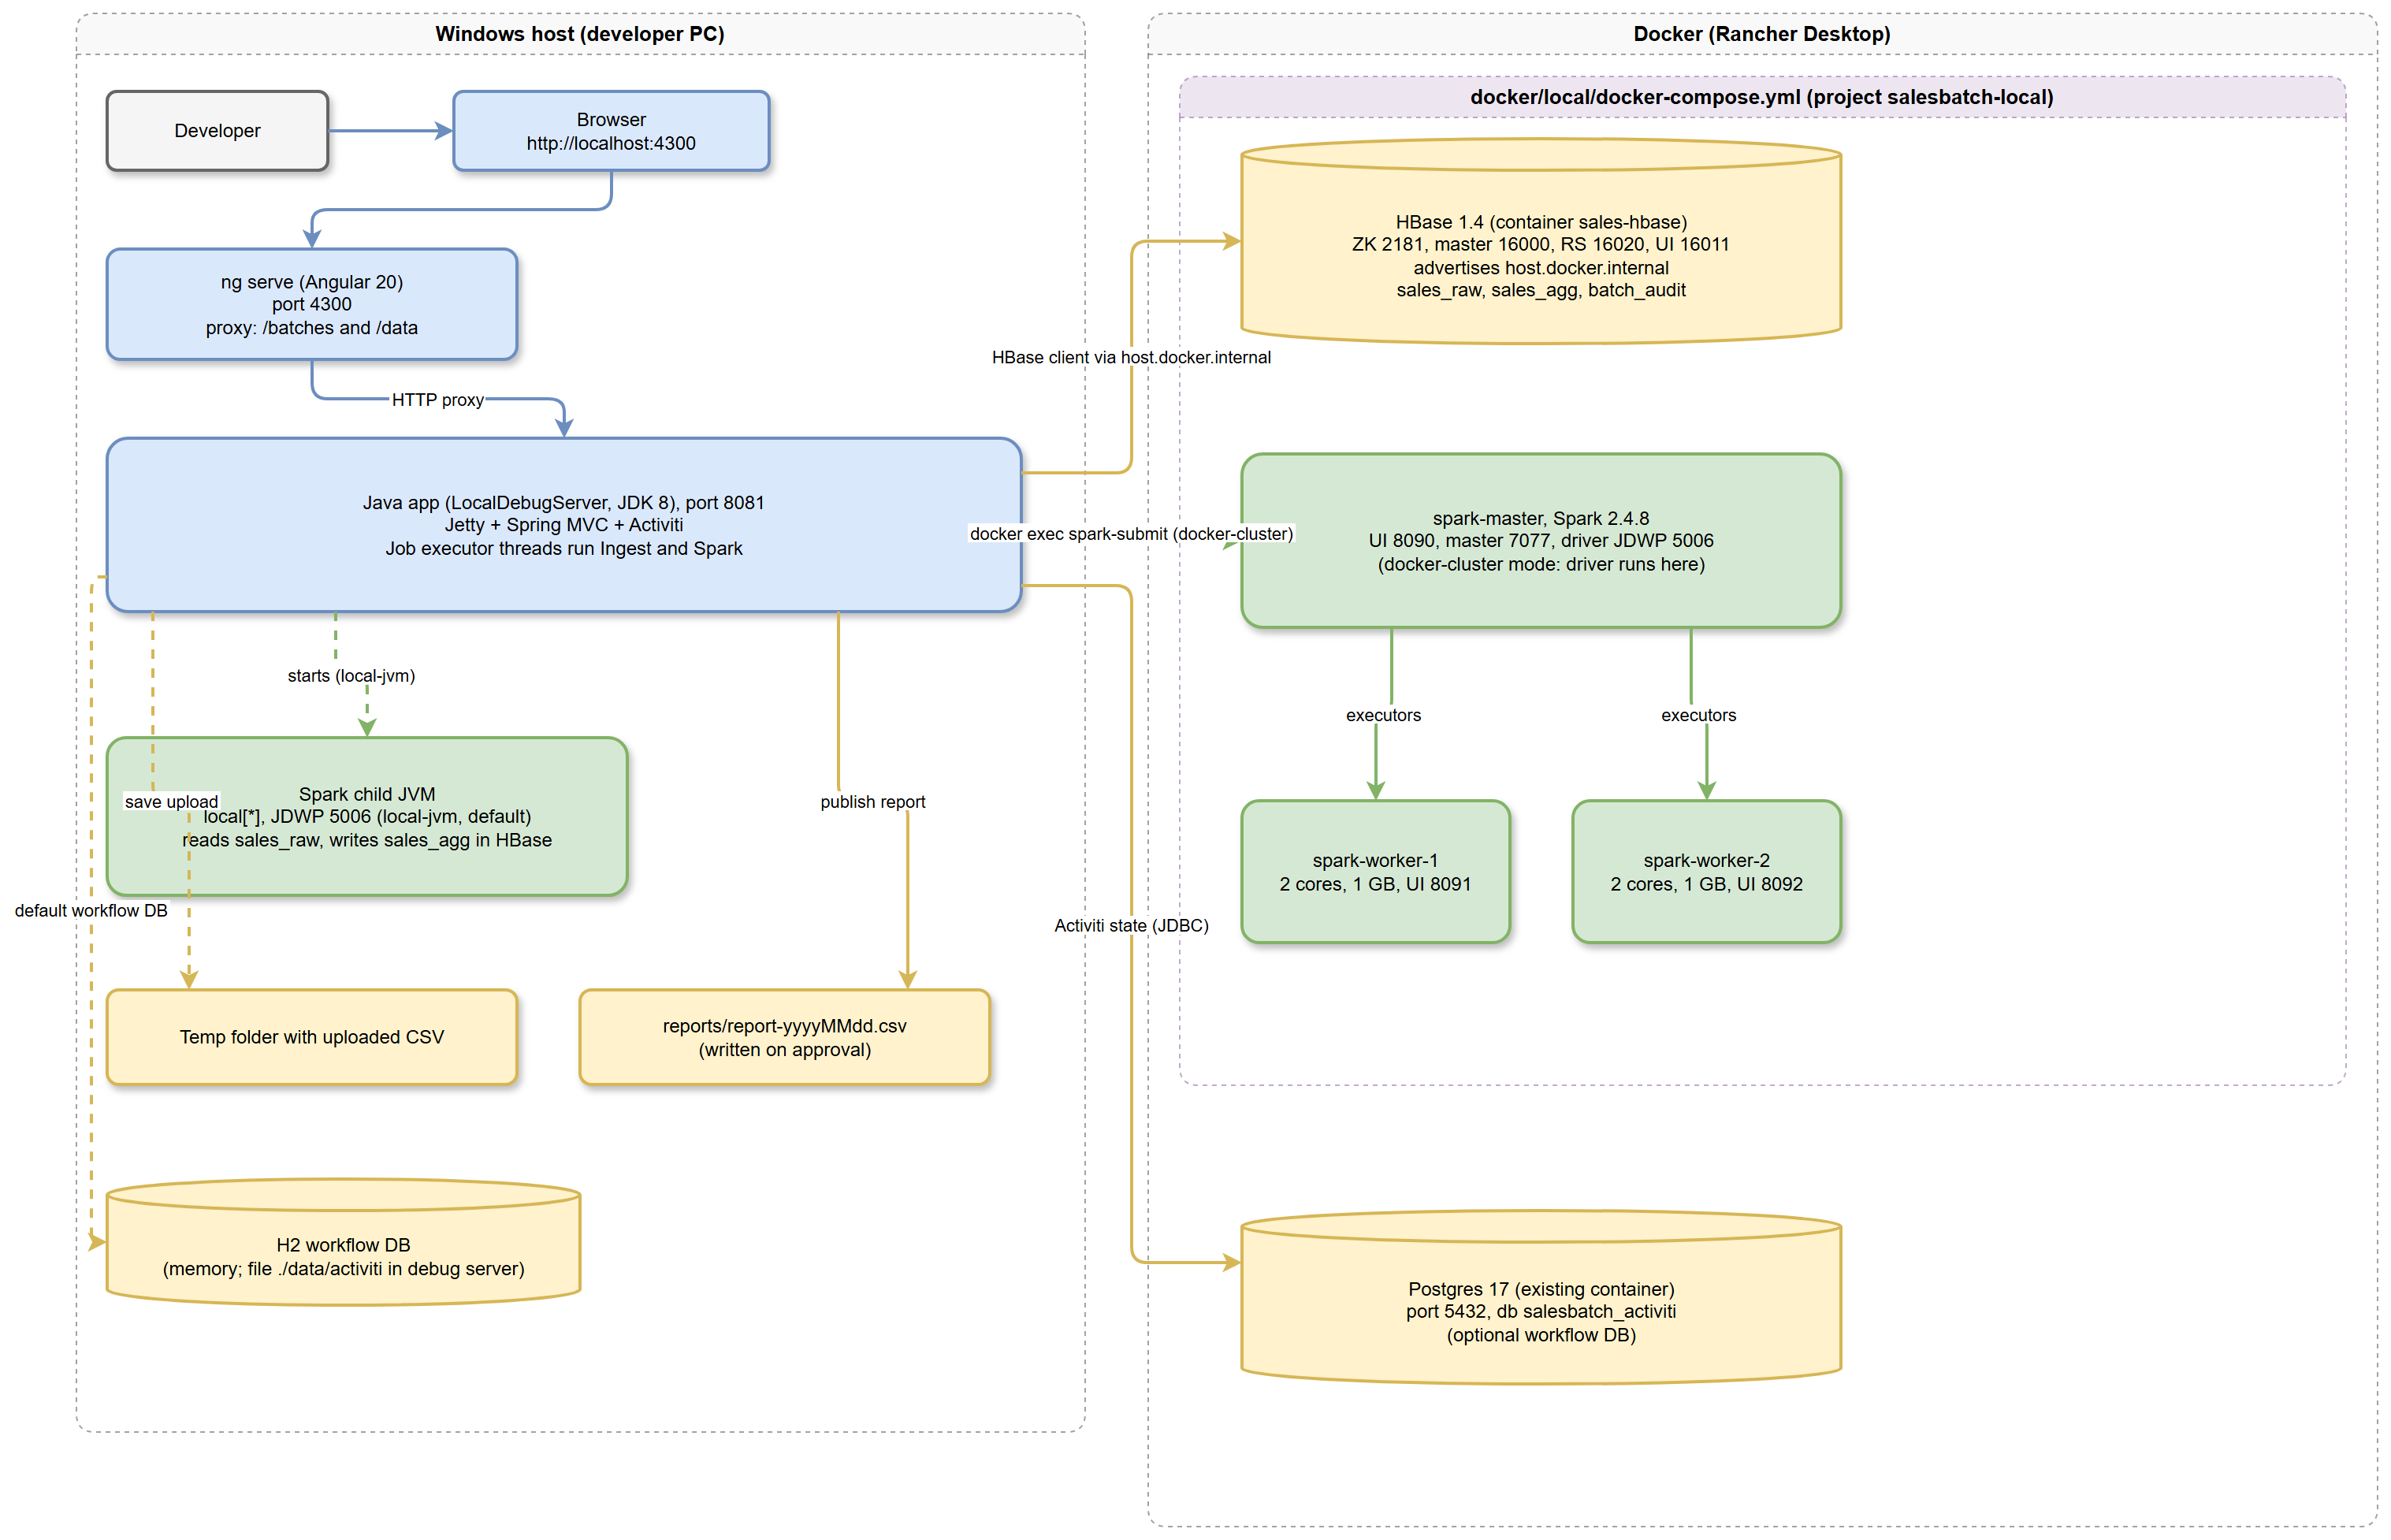 Windows host (developer PC)
Docker (Rancher Desktop)
docker/local/docker-compose.yml (project salesbatch-local)
Developer
Browser
http://localhost:4300
HBase 1.4 (container sales-hbase)
ZK 2181, master 16000, RS 16020, UI 16011
advertises host.docker.internal
sales_raw, sales_agg, batch_audit
ng serve (Angular 20)
port 4300
proxy: /batches and /data
HBase client via host.docker.internal
HTTP proxy
Java app (LocalDebugServer, JDK 8), port 8081
Jetty + Spring MVC + Activiti
Job executor threads run Ingest and Spark
docker exec spark-submit (docker-cluster)
spark-master, Spark 2.4.8
UI 8090, master 7077, driver JDWP 5006
(docker-cluster mode: driver runs here)
starts (local-jvm)
executors
executors
Spark child JVM
local[*], JDWP 5006 (local-jvm, default)
reads sales_raw, writes sales_agg in HBase
save upload
publish report
spark-worker-1
2 cores, 1 GB, UI 8091
spark-worker-2
2 cores, 1 GB, UI 8092
default workflow DB
Activiti state (JDBC)
Temp folder with uploaded CSV
reports/report-yyyyMMdd.csv
(written on approval)
H2 workflow DB
(memory; file ./data/activiti in debug server)
Postgres 17 (existing container)
port 5432, db salesbatch_activiti
(optional workflow DB)